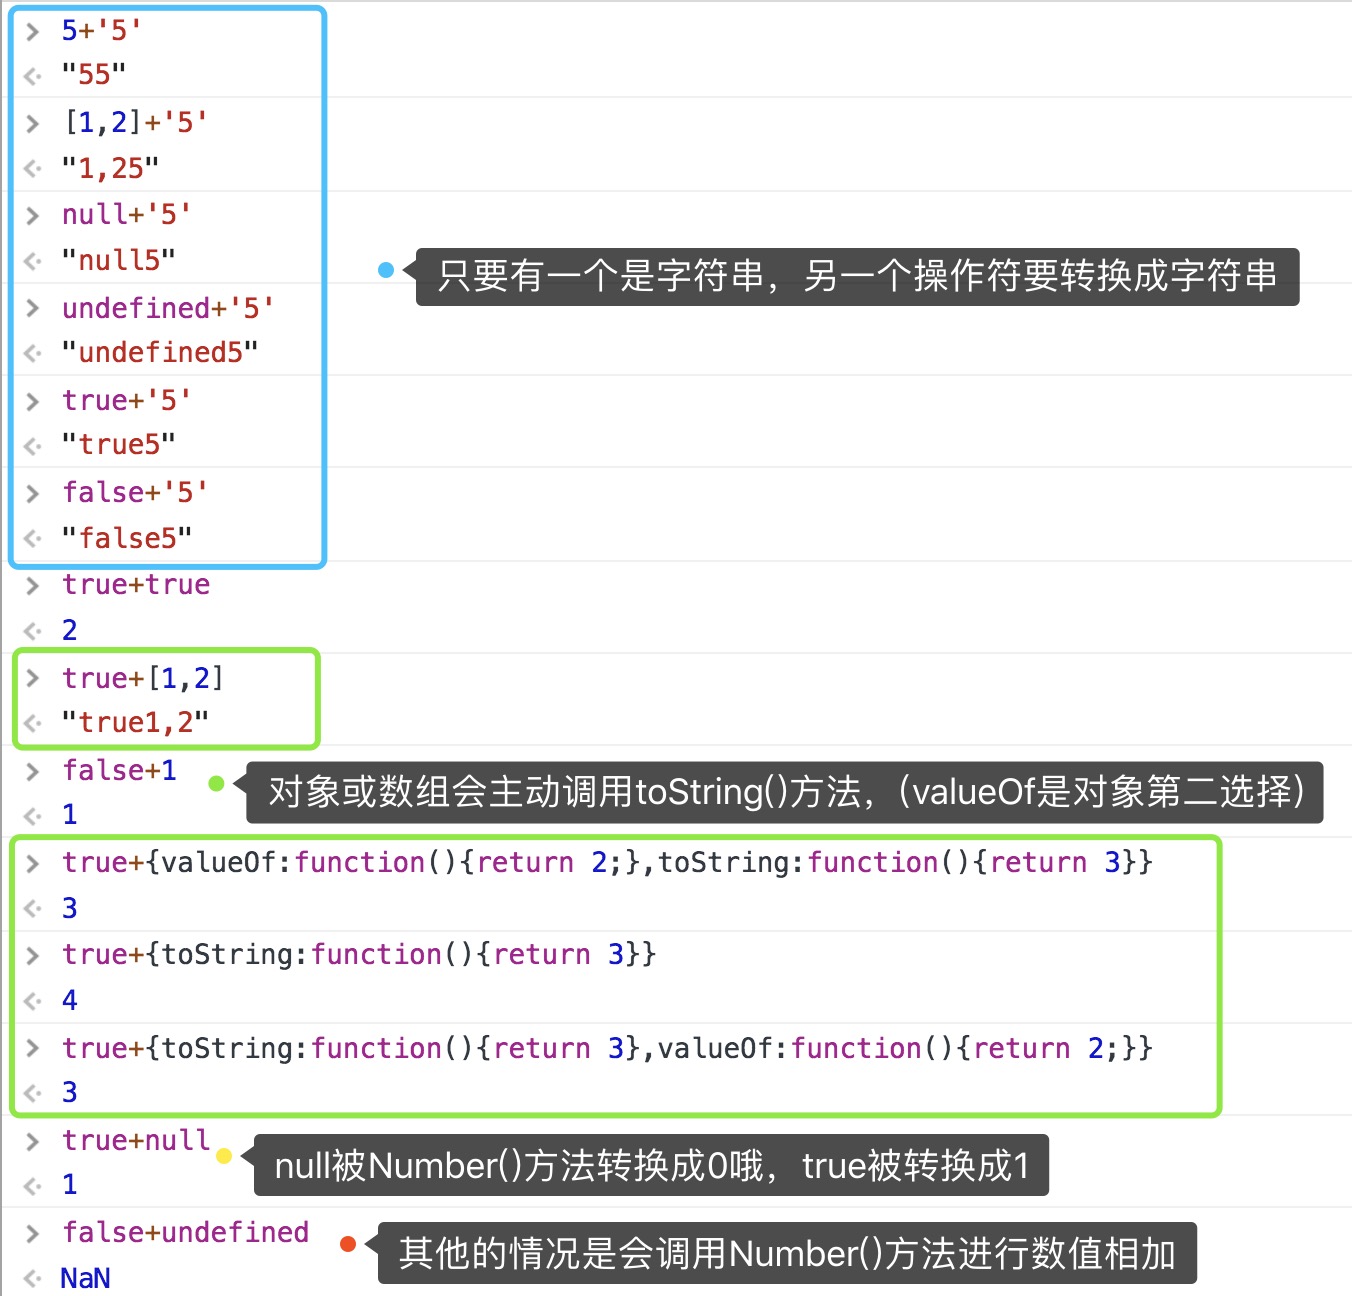 > 5+'5'
<· "55"
> [1,2]+'5'
<· "1,25"
> null+'5'
<· "null5"
只要有一个是字符串，另一个操作符要转换成字符串
> undefined+'5'
<· "undefined5"
> true+'5'
<· "true5"
> false+'5'
<· "false5"
> true+true
<· 2
> true+[1,2]
<· "true1,2"
> false+1
对象或数组会主动调用toString()方法，（valueOf是对象第二选择）
<· 1
> true+{valueOf:function(){return 2;},toString:function(){return 3}}
<· 3
> true+{toString:function(){return 3}}
<· 4
> true+{toString:function(){return 3},valueOf:function(){return 2;}}
<· 3
> true+null
null被Number()方法转换成0哦，true被转换成1
<· 1
> false+undefined
其他的情况是会调用Number()方法进行数值相加
<· NaN